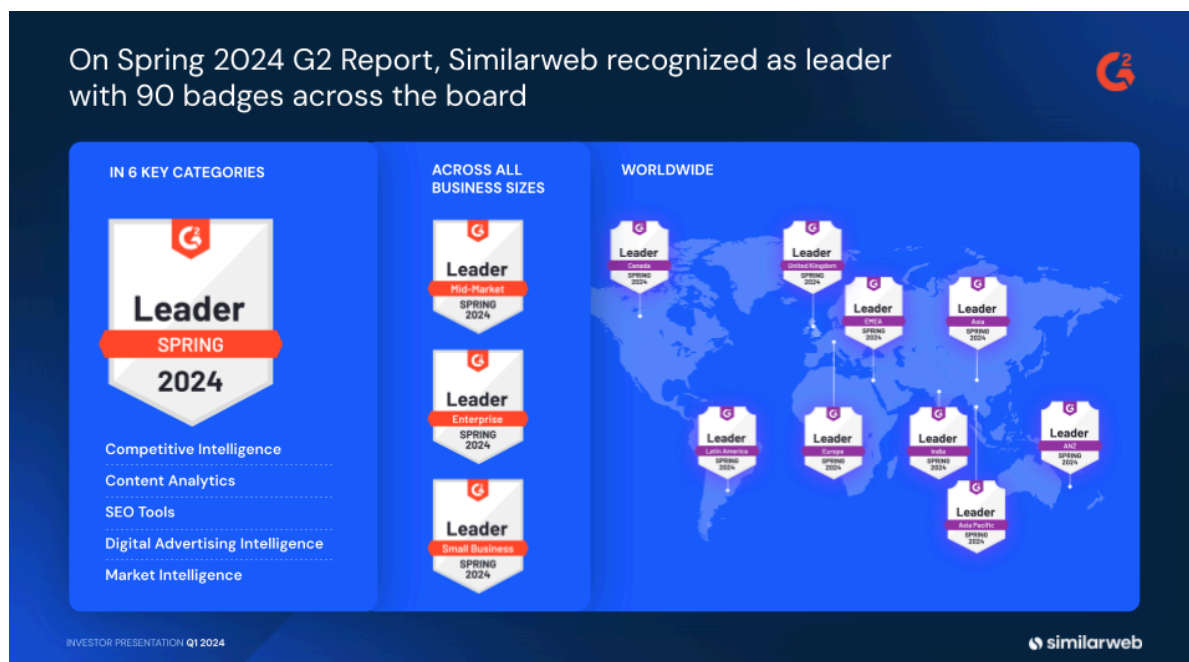 On Spring 2024 G2 Report, Similarweb recognized as leader
with 90 badges across the board
G2
IN 6 KEY CATEGORIES
G2
Leader
SPRING
2024
Competitive Intelligence
Content Analytics
SEO Tools
Digital Advertising Intelligence
Market Intelligence
ACROSS ALL
BUSINESS SIZES
G2
Leader
Mid-Market
SPRING
2024
G2
Leader
Enterprise
SPRING
2024
G2
Leader
Small Business
SPRING
2024
WORLDWIDE
G
Leader
Canada
SPRING
2024
G
Leader
United Kingdom
SPRING
2024
G
Leader
EMEA
SPRING
2024
G
Leader
Asia
SPRING
2024
G
Leader
Latin America
SPRING
2024
G
Leader
Europe
SPRING
2024
G
Leader
India
SPRING
2024
G
Leader
ANZ
SPRING
2024
G
Leader
Asia Pacific
SPRING
2024
INVESTOR PRESENTATION Q1 2024
similarweb